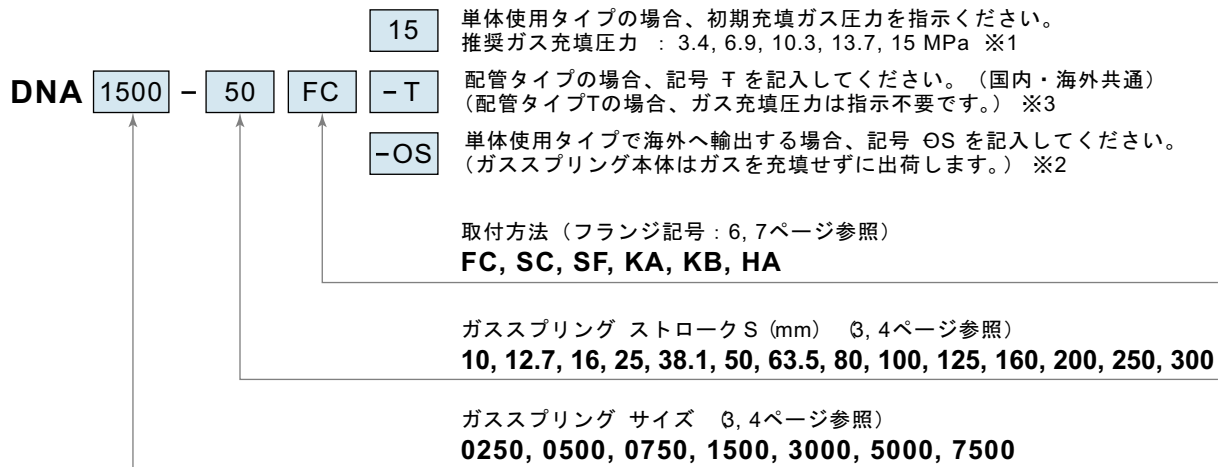 15
単体使用タイプの場合、初期充填ガス圧力を指示ください。
推奨ガス充填圧力 : 3.4, 6.9, 10.3, 13.7, 15 MPa ※1
DNA 1500 − 50 FC −T
配管タイプの場合、記号 T を記入してください。（国内・海外共通）
（配管タイプTの場合、ガス充填圧力は指示不要です。） ※3
−OS
単体使用タイプで海外へ輸出する場合、記号 OS を記入してください。
（ガススプリング本体はガスを充填せずに出荷します。） ※2
取付方法（フランジ記号：6, 7ページ参照）
FC, SC, SF, KA, KB, HA
ガススプリング ストロークS (mm) (3, 4ページ参照）
10, 12.7, 16, 25, 38.1, 50, 63.5, 80, 100, 125, 160, 200, 250, 300
ガススプリング サイズ (3, 4ページ参照）
0250, 0500, 0750, 1500, 3000, 5000, 7500